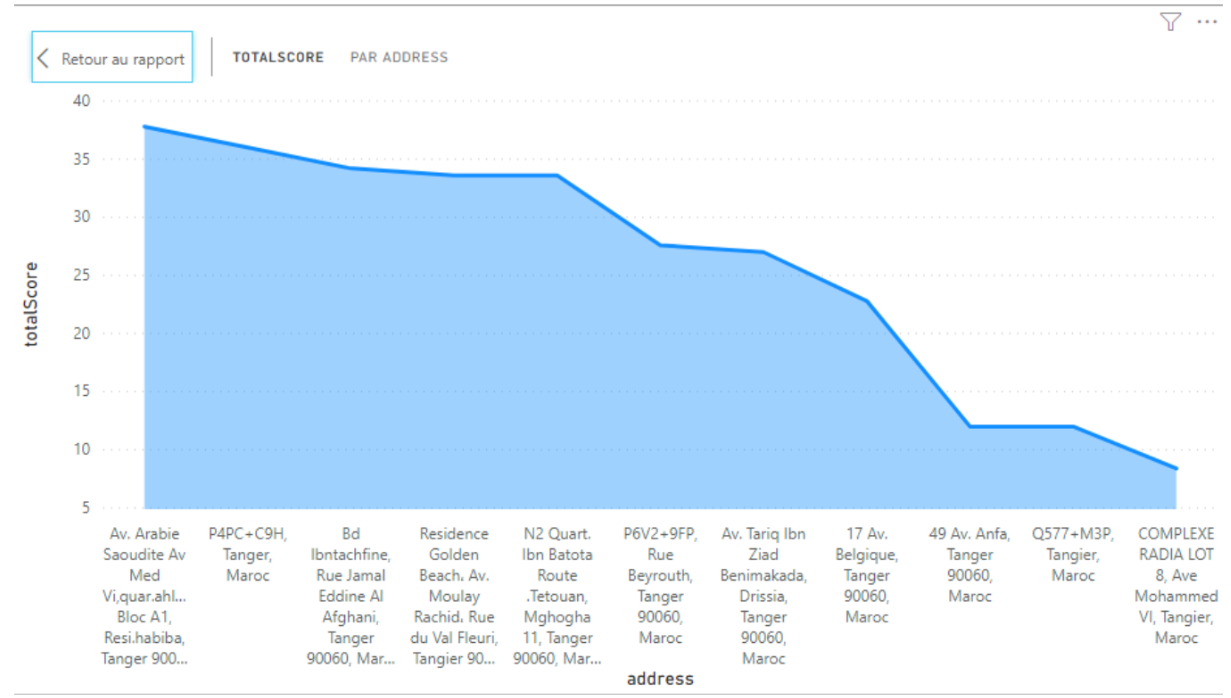 Retour au rapport
TOTALSCORE
PAR ADDRESS
totalScore
40
35
30
25
20
15
10
5
Av. Arabie
Saoudite Av
Med
Vi,quar.ahl...
Bloc A1,
Resi.habiba,
Tanger 900...
P4PC+C9H,
Tanger,
Maroc
Bd
Ibntachfine,
Rue Jamal
Eddine Al
Afghani,
Tanger
90060, Mar...
Residence
Golden
Beach. Av.
Moulay
Rachid. Rue
du Val Fleuri,
Tangier 90...
N2 Quart.
Ibn Batota
Route
.Tetouan,
Mghogha
11, Tanger
90060, Mar...
P6V2+9FP,
Rue
Beyrouth,
Tanger
90060,
Maroc
Av. Tariq Ibn
Ziad
Benimakada,
Drissia,
Tanger
90060,
Maroc
17 Av.
Belgique,
Tanger
90060,
Maroc
49 Av. Anfa,
Tanger
90060,
Maroc
Q577+M3P,
Tangier,
Maroc
COMPLEXE
RADIA LOT
8, Ave
Mohammed
VI, Tangier,
Maroc
address